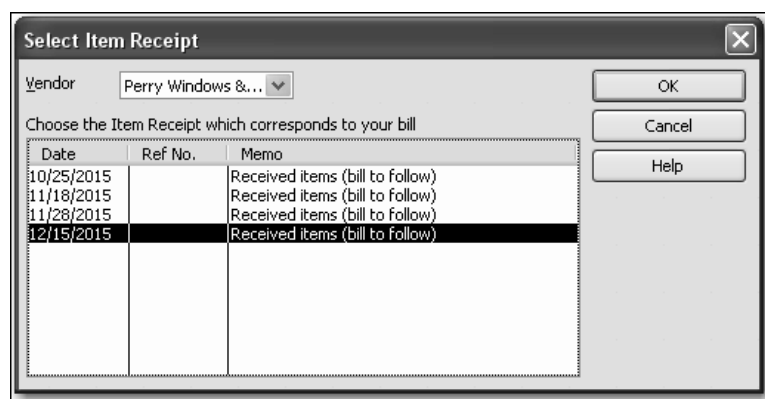 Select Item Receipt
Vendor Perry Windows &... OK
Choose the Item Receipt which corresponds to your bill Cancel
Date Ref No. Memo Help
10/25/2015 Received items (bill to follow)
11/18/2015 Received items (bill to follow)
11/28/2015 Received items (bill to follow)
12/15/2015 Received items (bill to follow)